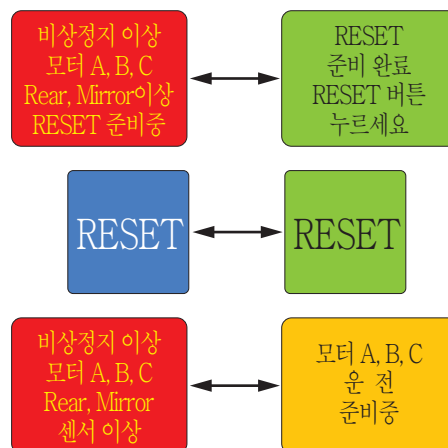 비상정지 이상
모터 A, B, C
Rear, Mirror이상
RESET 준비중
RESET
준비 완료
RESET 버튼
누르세요
RESET
RESET
비상정지 이상
모터 A, B, C
Rear, Mirror
센서 이상
모터 A, B, C
운 전
준비중